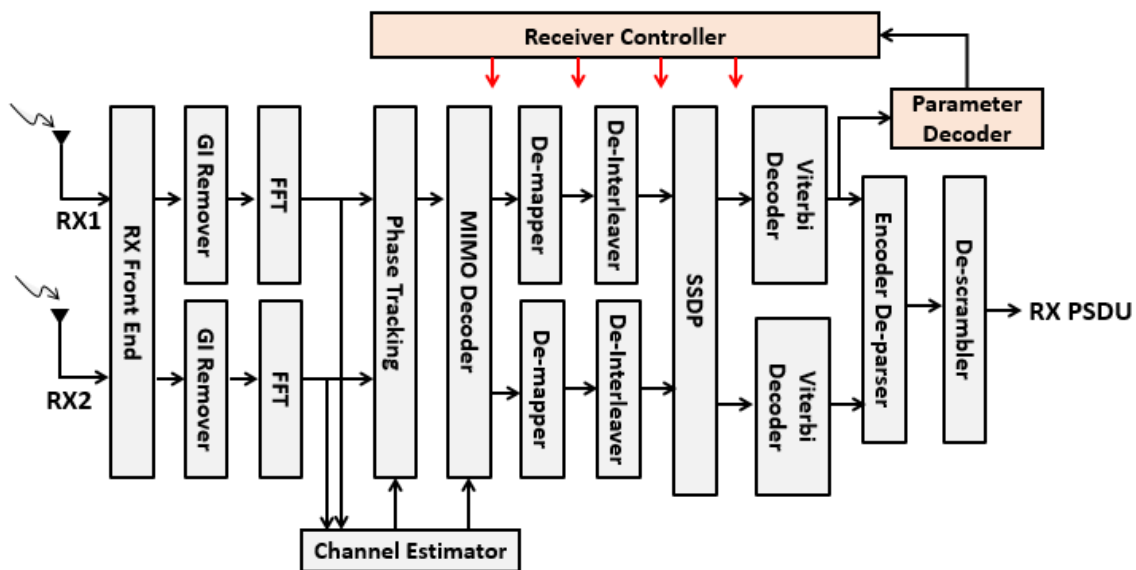 Receiver Controller
Parameter
Decoder
RX1
RX2
RX Front End
GI Remover
FFT
GI Remover
FFT
Phase Tracking
MIMO Decoder
De-mapper
De-Interleaver
De-mapper
De-Interleaver
SSDP
Viterbi
Decoder
Viterbi
Decoder
Encoder De-parser
De-scrambler
RX PSDU
Channel Estimator